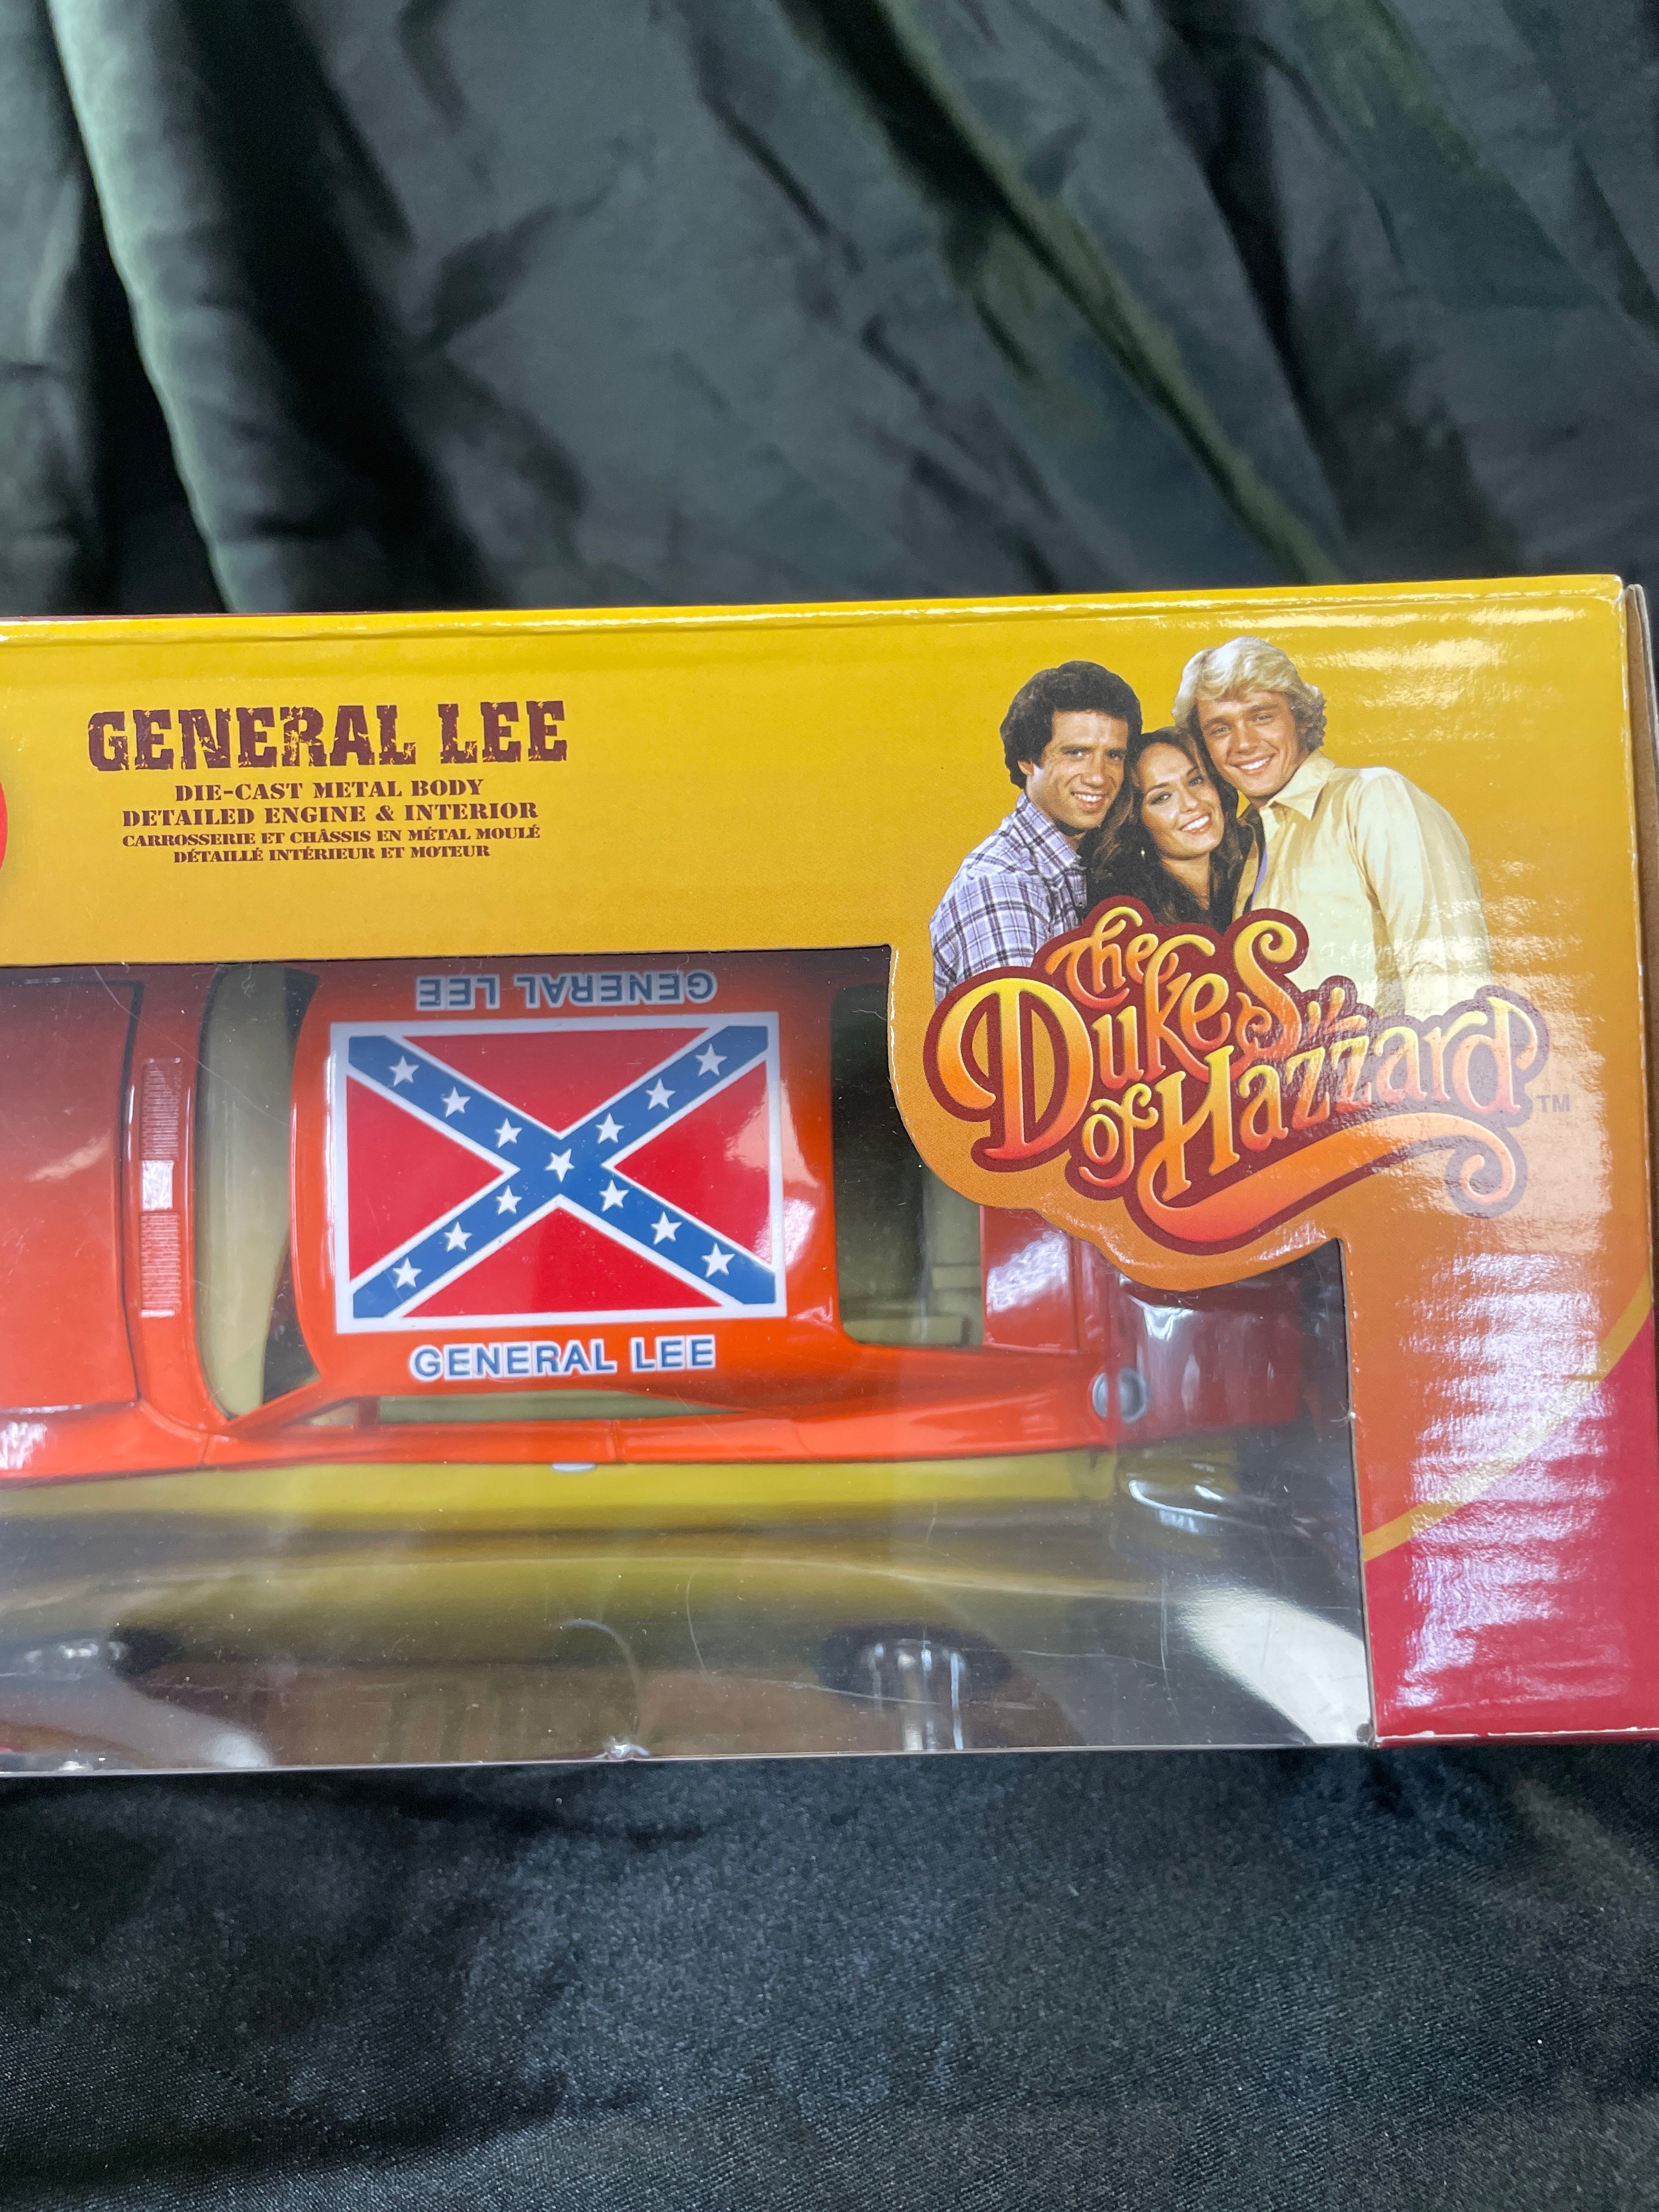 GENERAL LEE
DIE-CAST METAL BODY
DETAILED ENGINE & INTERIOR
CARROSSERIE ET CHÂSSIS EN MÉTAL MOULÉ
DÉTAILLÉ INTÉRIEUR ET MOTEUR
The
Dukes
of Hazzard™
GENERAL LEE
GENERAL LEE